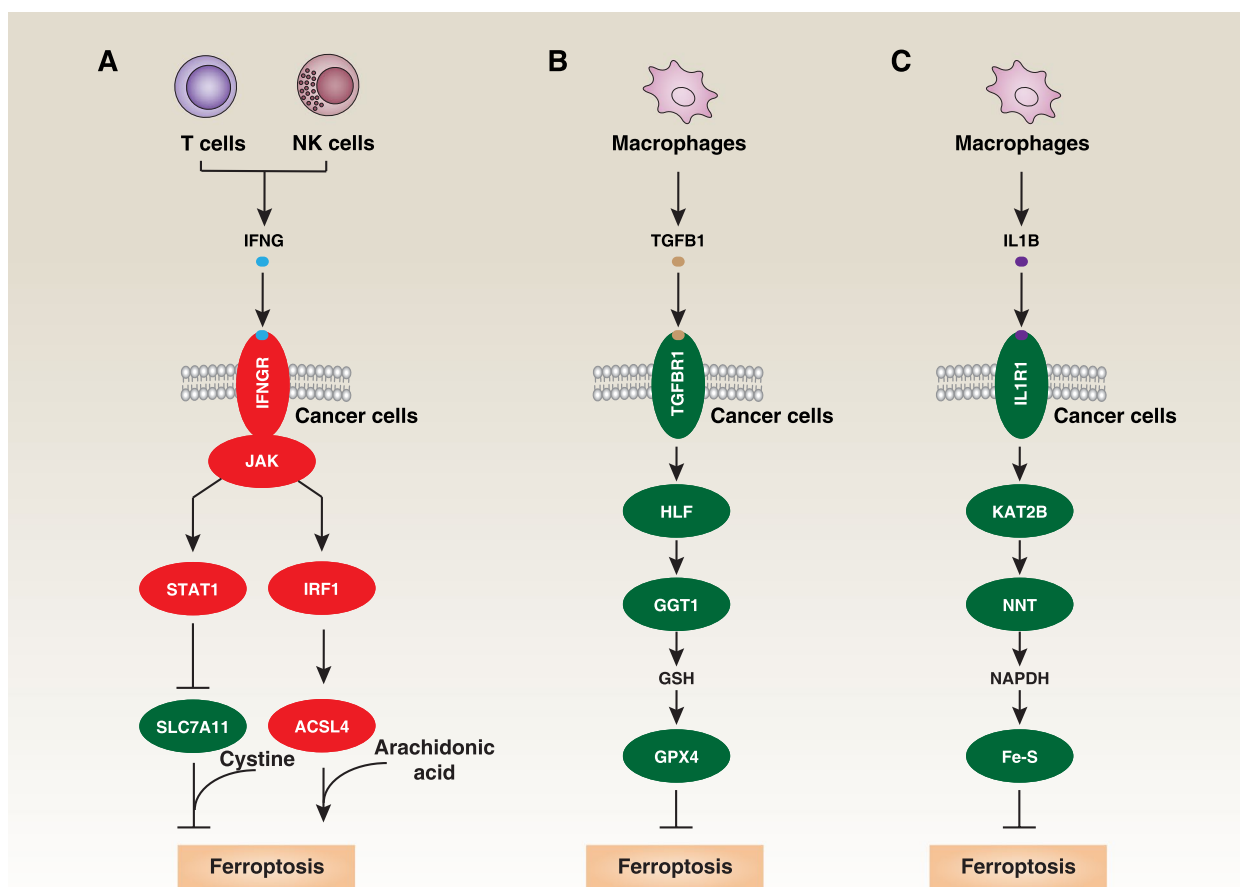 A
T cells
NK cells
IFNG
IFNGR
Cancer cells
JAK
STAT1
IRF1
SLC7A11
ACSL4
Cystine
Arachidonic
acid
Ferroptosis
B
Macrophages
TGFB1
TGFBR1
Cancer cells
HLF
GGT1
GSH
GPX4
Ferroptosis
C
Macrophages
IL1B
IL1R1
Cancer cells
KAT2B
NNT
NAPDH
Fe-S
Ferroptosis